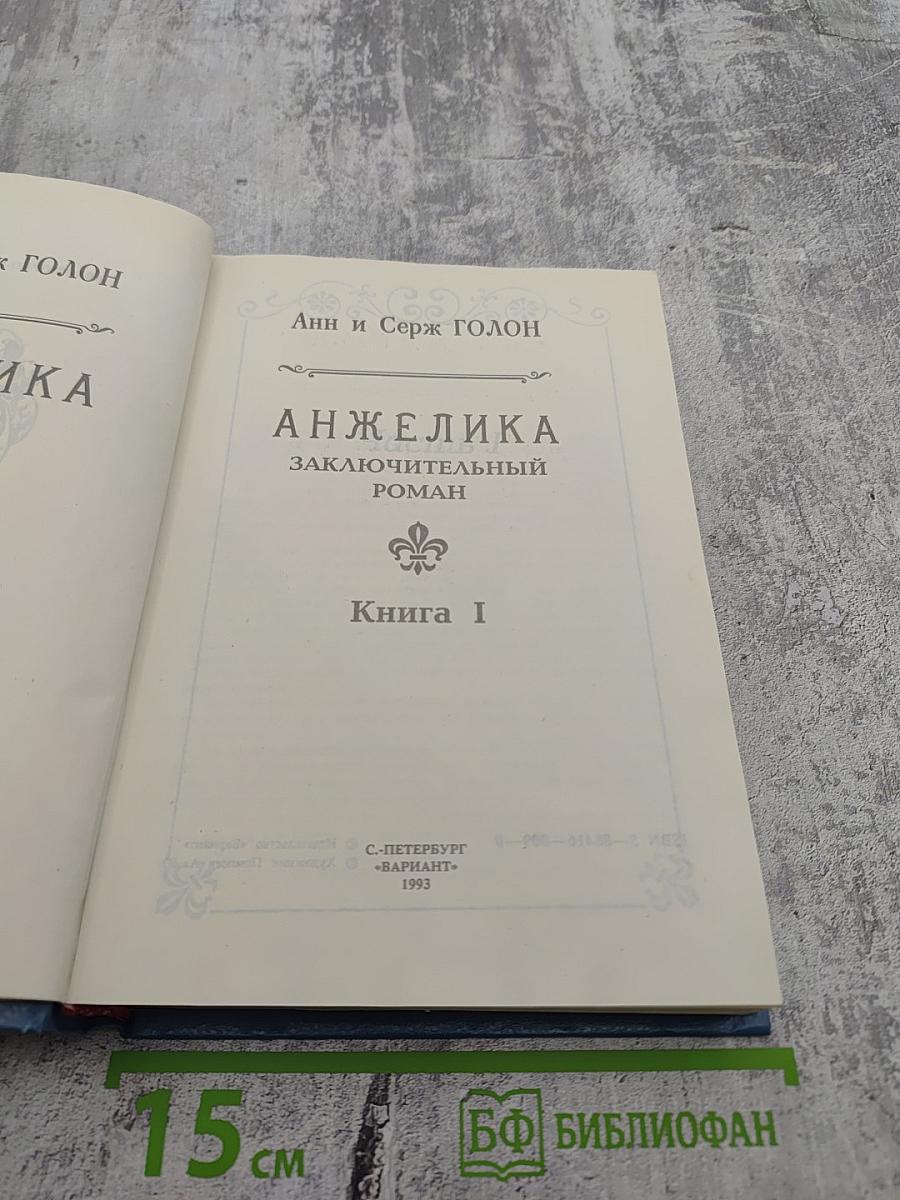 ж ГОЛОН
ИКА
Анн и Серж ГОЛОН
АНЖЕЛИКА
ЗАКЛЮЧИТЕЛЬНЫЙ
РОМАН
Книга I
С.-ПЕТЕРБУРГ
«ВАРИАНТ»
1993
15 см
БФ БИБЛИОФАН